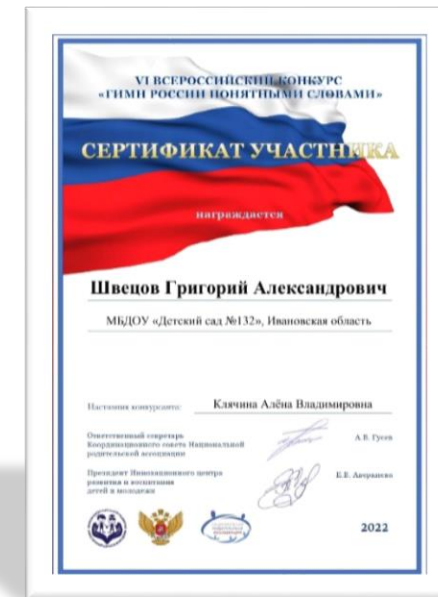 VI ВСЕРОССИЙСКИЙ КОНКУРС
«ГИМН РОССИИ ПОНЯТНЫМИ СЛОВАМИ»
СЕРТИФИКАТ УЧАСТНИКА
награждается
Швецов Григорий Александрович
МБДОУ «Детский сад №132», Ивановская область
Наставник конкурсанта: Клячина Алёна Владимировна
Ответственный секретарь
Координационного совета Национальной
родительской ассоциации
А.В. Гусев
Президент Инновационного центра
развития и воспитания
детей и молодежи
Е.Е.
2022